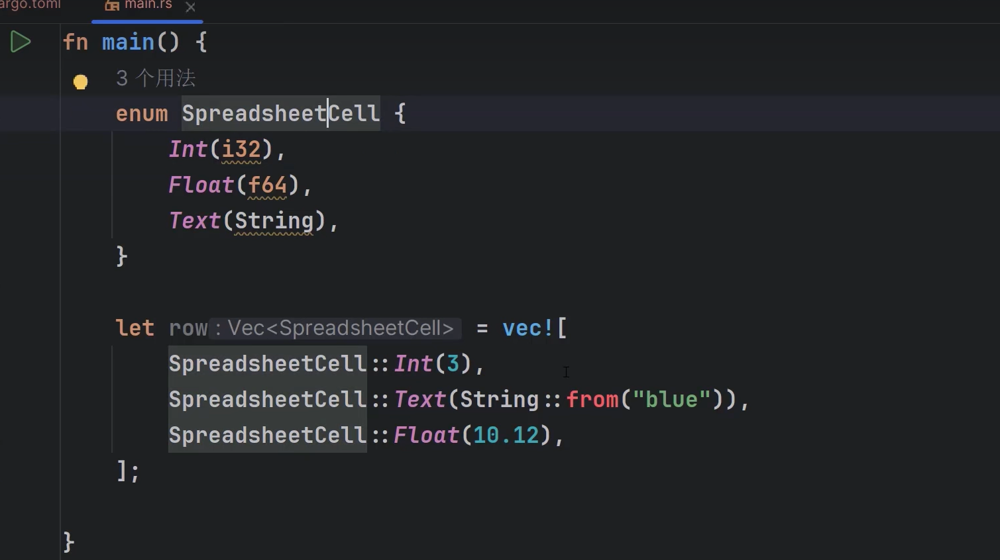 argo.toml main.rs
fn main() {
3 个用法
enum SpreadsheetCell {
Int(i32),
Float(f64),
Text(String),
}
let row: Vec<SpreadsheetCell> = vec![
SpreadsheetCell::Int(3),
SpreadsheetCell::Text(String::from("blue")),
SpreadsheetCell::Float(10.12),
];
}